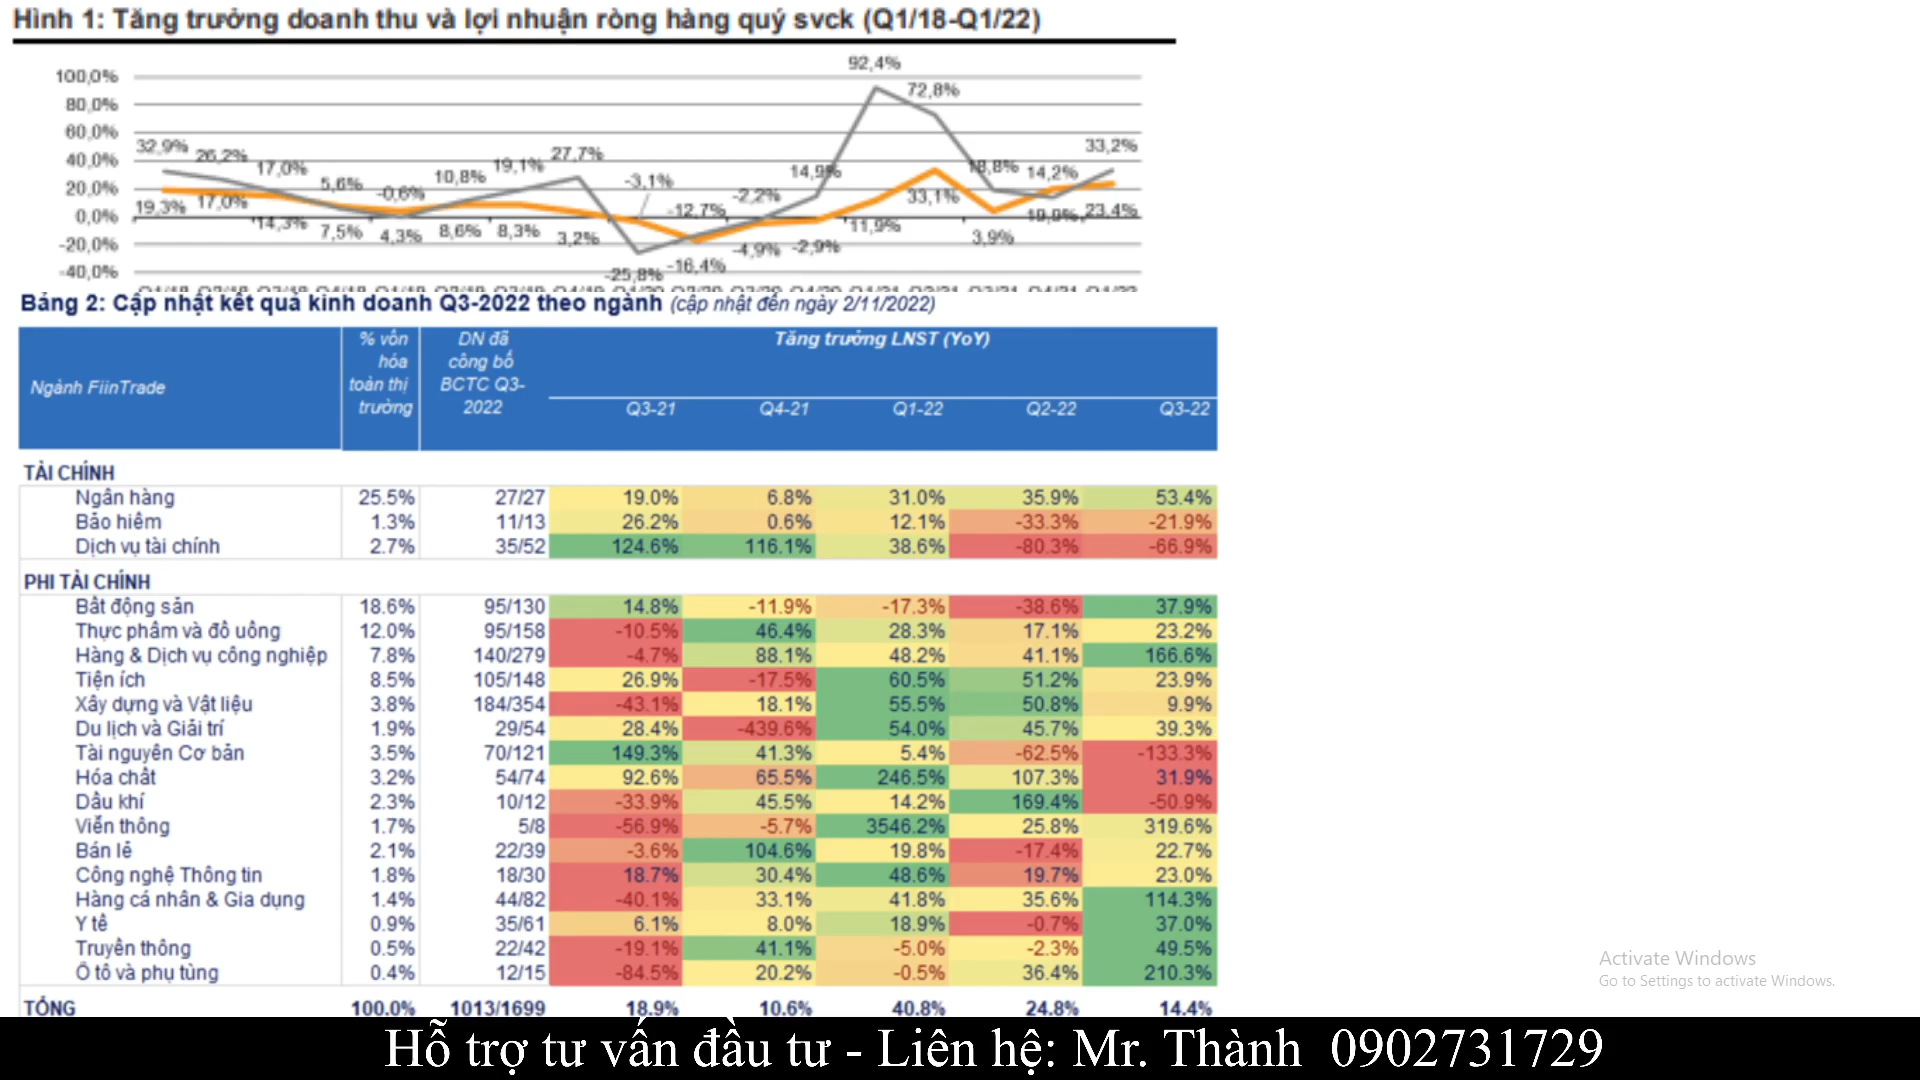 Hình 1: Tăng trưởng doanh thu và lợi nhuận ròng hàng quý svck (Q1/18-Q1/22)
92,4%
100,0%
72,8%
80,0%
60,0%
32,9% 26,2% 17,0% 5,6% -0,6% 10,8% 19,1% 27,7% -3,1% -12,7% -2,2% 14,9% 18,8% 14,2% 33,2%
40,0%
20,0%
19,3% 17,0% 14,3% 7,5% 4,3% 8,6% 8,3% 3,2% -25,8% -16,4% -4,9% -2,9% 11,9% 33,1% 3,9% 19,9% 23,4%
0,0%
-20,0%
-40,0%
Bảng 2: Cập nhật kết quả kinh doanh Q3-2022 theo ngành (cập nhật đến ngày 2/11/2022)
Ngành FiinTrade % vốn hóa toàn thị trường DN đã công bố BCTC Q3-2022 Tăng trưởng LNST (YoY)
Q3-21 Q4-21 Q1-22 Q2-22 Q3-22
TÀI CHÍNH
Ngân hàng 25.5% 27/27 19.0% 6.8% 31.0% 35.9% 53.4%
Bảo hiểm 1.3% 11/13 26.2% 0.6% 12.1% -33.3% -21.9%
Dịch vụ tài chính 2.7% 35/52 124.6% 116.1% 38.6% -80.3% -66.9%
PHI TÀI CHÍNH
Bất động sản 18.6% 95/130 14.8% -11.9% -17.3% -38.6% 37.9%
Thực phẩm và đồ uống 12.0% 95/158 -10.5% 46.4% 28.3% 17.1% 23.2%
Hàng & Dịch vụ công nghiệp 7.8% 140/279 -4.7% 88.1% 48.2% 41.1% 166.6%
Tiện ích 8.5% 105/148 26.9% -17.5% 60.5% 51.2% 23.9%
Xây dựng và Vật liệu 3.8% 184/354 -43.1% 18.1% 55.5% 50.8% 9.9%
Du lịch và Giải trí 1.9% 29/54 28.4% -439.6% 54.0% 45.7% 39.3%
Tài nguyên Cơ bản 3.5% 70/121 149.3% 41.3% 5.4% -62.5% -133.3%
Hóa chất 3.2% 54/74 92.6% 65.5% 246.5% 107.3% 31.9%
Dầu khí 2.3% 10/12 -33.9% 45.5% 14.2% 169.4% -50.9%
Viễn thông 1.7% 5/8 -56.9% -5.7% 3546.2% 25.8% 319.6%
Bán lẻ 2.1% 22/39 -3.6% 104.6% 19.8% -17.4% 22.7%
Công nghệ Thông tin 1.8% 18/30 18.7% 30.4% 48.6% 19.7% 23.0%
Hàng cá nhân & Gia dụng 1.4% 44/82 -40.1% 33.1% 41.8% 35.6% 114.3%
Y tế 0.9% 35/61 6.1% 8.0% 18.9% -0.7% 37.0%
Truyền thông 0.5% 22/42 -19.1% 41.1% -5.0% -2.3% 49.5%
Ô tô và phụ tùng 0.4% 12/15 -84.5% 20.2% -0.5% 36.4% 210.3%
TỔNG 100.0% 1013/1699 18.9% 10.6% 40.8% 24.8% 14.4%
Activate Windows
Go to Settings to activate Windows.
Hỗ trợ tư vấn đầu tư - Liên hệ: Mr. Thành 0902731729